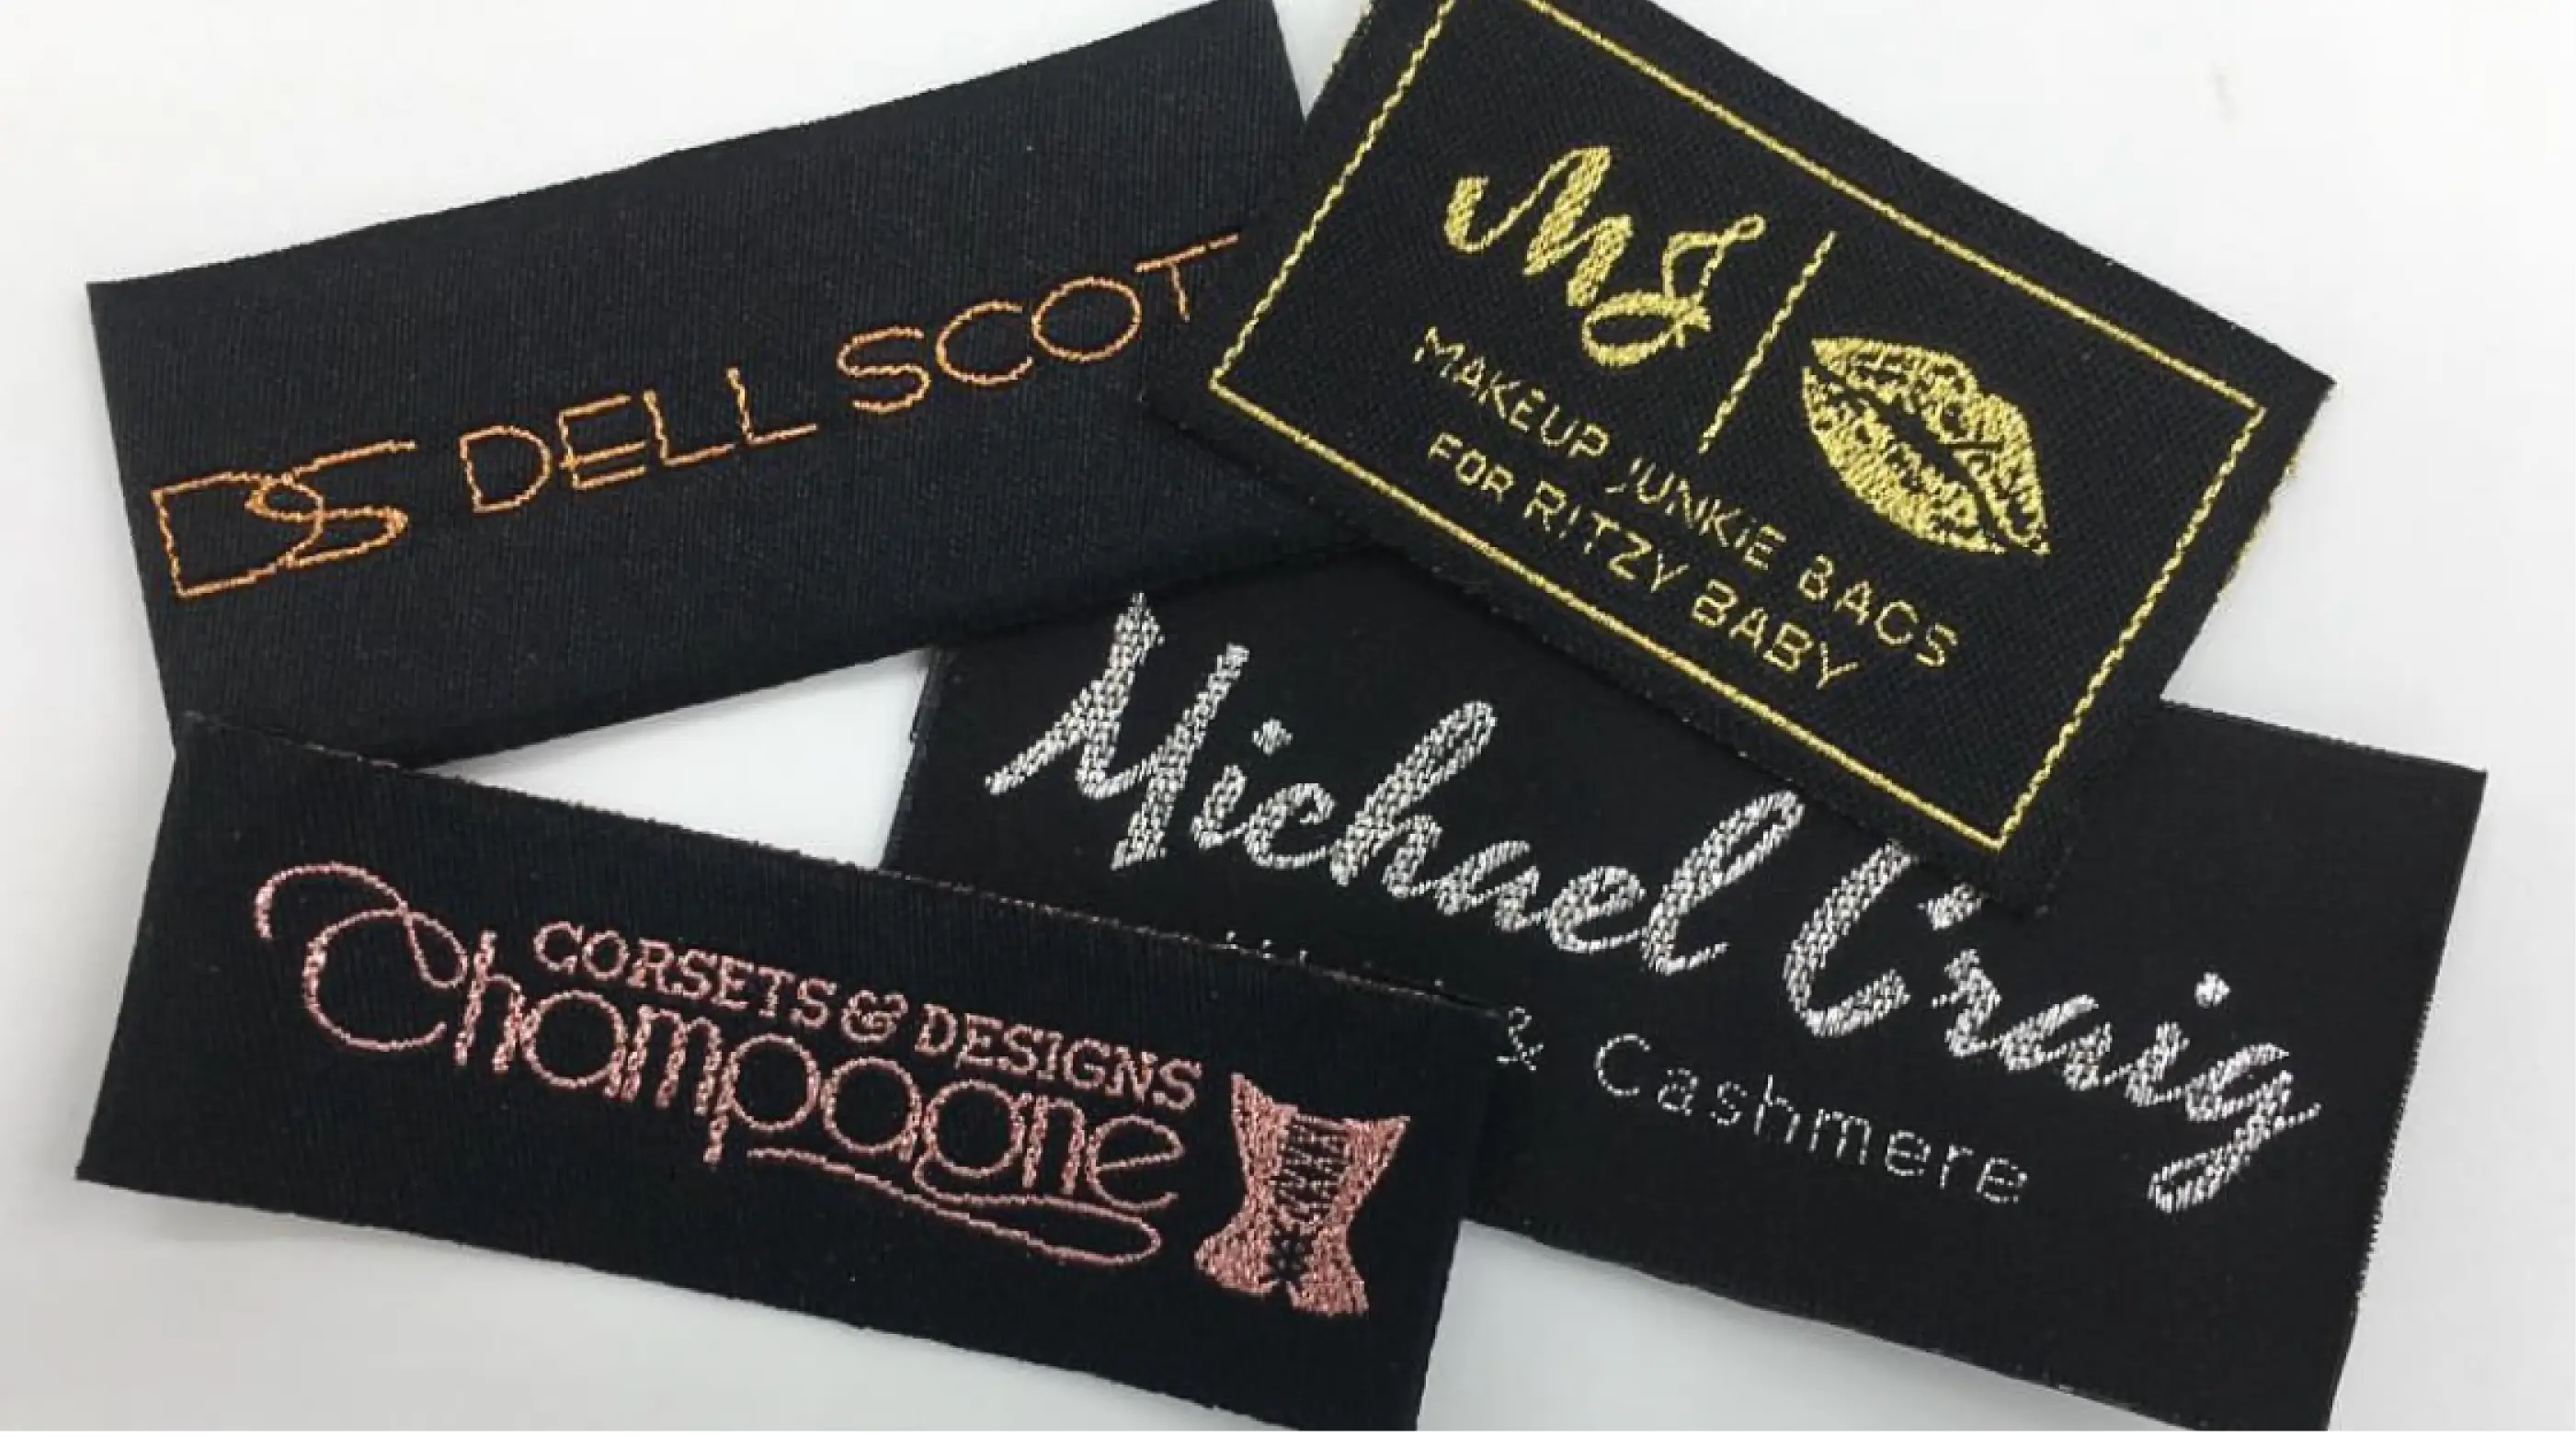 DS DELL SCOT
MJ
MAKEUP JUNKIE BAGS
FOR RITZY BABY
Michael Craig
& Cashmere
CORSETS & DESIGNS
Champagne